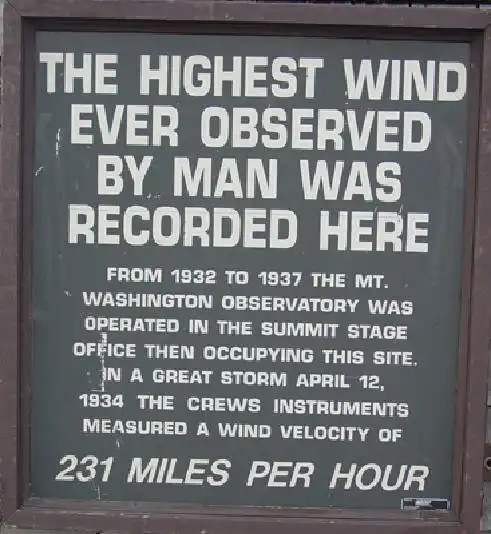 THE HIGHEST WIND
EVER OBSERVED
BY MAN WAS
RECORDED HERE
FROM 1932 TO 1937 THE MT.
WASHINGTON OBSERVATORY WAS
OPERATED IN THE SUMMIT STAGE
OFFICE THEN OCCUPYING THIS SITE.
IN A GREAT STORM APRIL 12,
1934 THE CREWS INSTRUMENTS
MEASURED A WIND VELOCITY OF
231 MILES PER HOUR